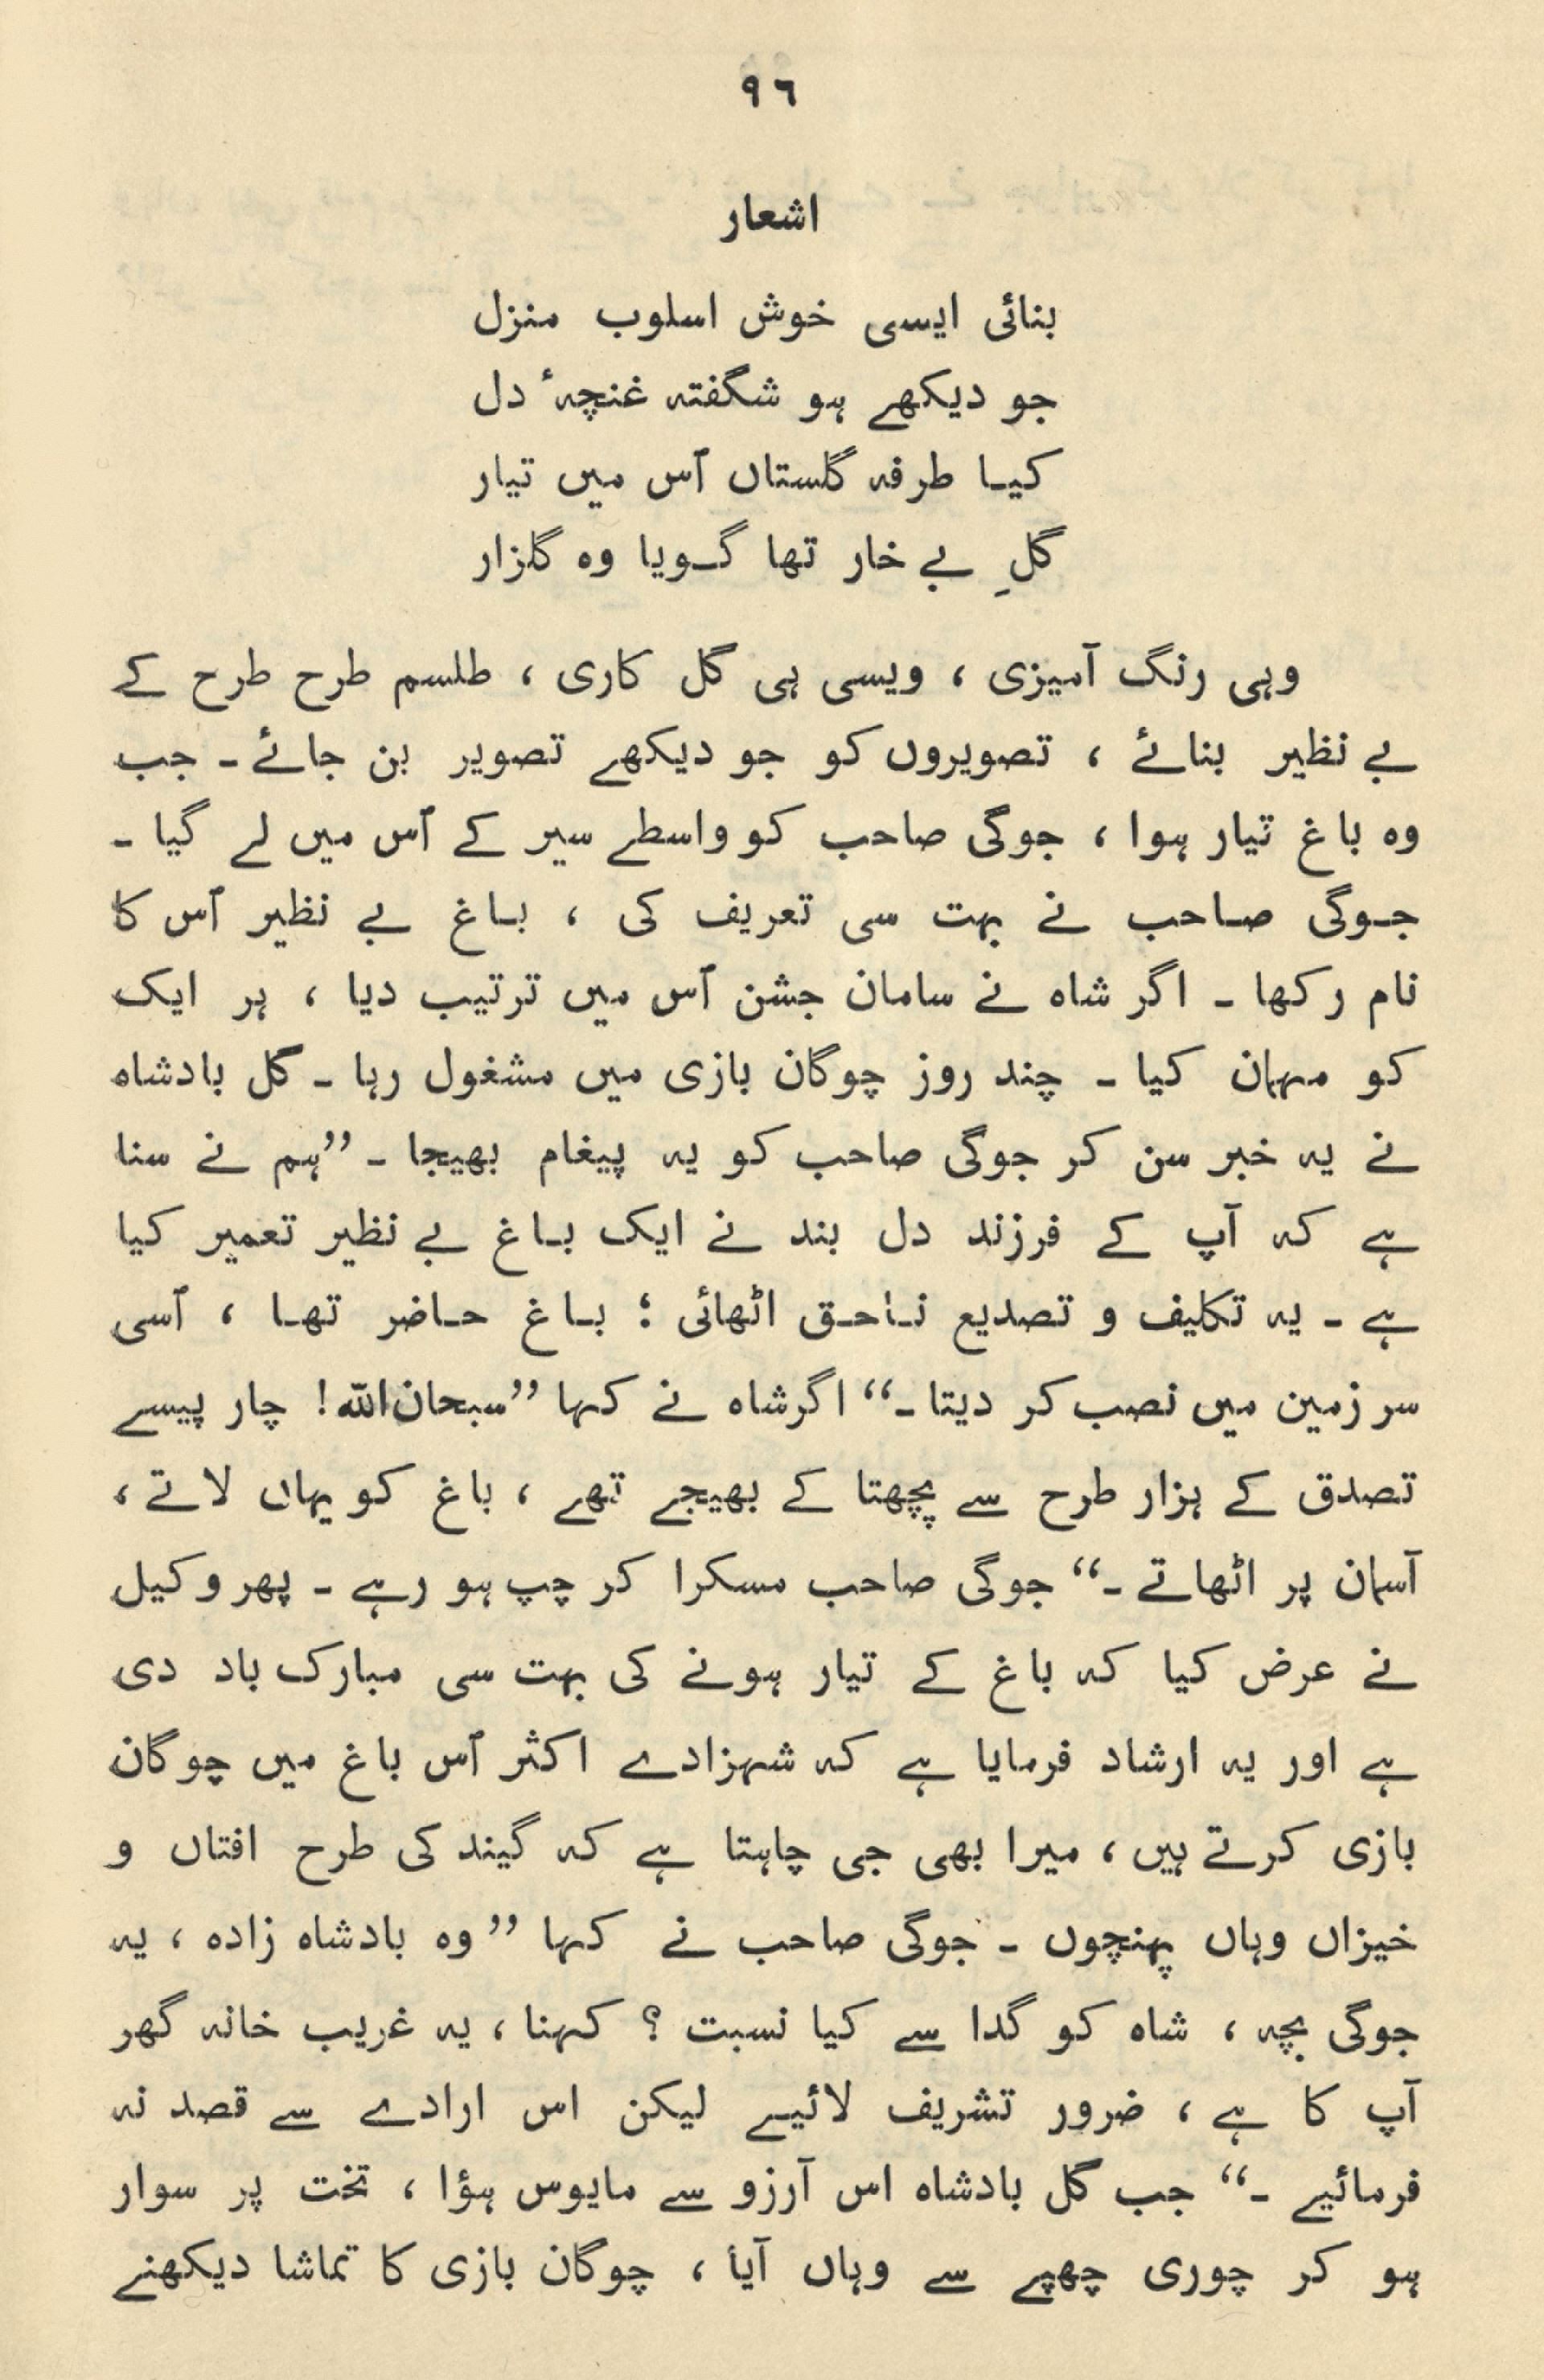 ٩٦
اشعار
بنائی ایسی خوش اسلوب منزل
جو دیکھے ہو شگفتہ غنچہٴ دل
کیا طرفہ گلستاں اُس میں تیار
گلِ بے خار تھا گویا وہ گلزار
وہی رنگ آمیزی ، ویسی ہی گل کاری ، طلسم طرح طرح کے
بے نظیر بنائے ، تصویروں کو جو دیکھے تصویر بن جائے ۔ جب
وہ باغ تیار ہوا ، جوگی صاحب کو واسطے سیر کے اُس میں لے گیا ۔
جوگی صاحب نے بہت سی تعریف کی ، باغ بے نظیر اُس کا
نام رکھا ۔ اگر شاہ نے سامان جشن اُس میں ترتیب دیا ، ہر ایک
کو مہمان کیا ۔ چند روز چوگان بازی میں مشغول رہا ۔ گل بادشاہ
نے یہ خبر سن کر جوگی صاحب کو یہ پیغام بھیجا ۔ ”ہم نے سنا
ہے کہ آپ کے فرزند دل بند نے ایک باغ بے نظیر تعمیر کیا
ہے ۔ یہ تکلیف و تصدیع ناحق اٹھائی ؛ باغ حاضر تھا ، اُسی
سر زمین میں نصب کر دیتا ۔“ اگرشاہ نے کہا ”سبحان اللہ ! چار پیسے
تصدق کے ہزار طرح سے پچھتا کے بھیجے تھے ، باغ کو یہاں لاتے ،
آسمان پر اٹھاتے ۔“ جوگی صاحب مسکرا کر چپ ہو رہے ۔ پھر وکیل
نے عرض کیا کہ باغ کے تیار ہونے کی بہت سی مبارک باد دی
ہے اور یہ ارشاد فرمایا ہے کہ شہزادے اکثر اُس باغ میں چوگان
بازی کرتے ہیں ، میرا بھی جی چاہتا ہے کہ گیند کی طرح افتاں و
خیزاں وہاں پہنچوں ۔ جوگی صاحب نے کہا ”وہ بادشاہ زادہ ، یہ
جوگی بچہ ، شاہ کو گدا سے کیا نسبت ؟ کہنا ، یہ غریب خانہ گھر
آپ کا ہے ، ضرور تشریف لائیے لیکن اس ارادے سے قصد نہ
فرمائیے ۔“ جب گل بادشاہ اس آرزو سے مایوس ہؤا ، تخت پر سوار
ہو کر چوری چھپے سے وہاں آیا ، چوگان بازی کا تماشا دیکھنے